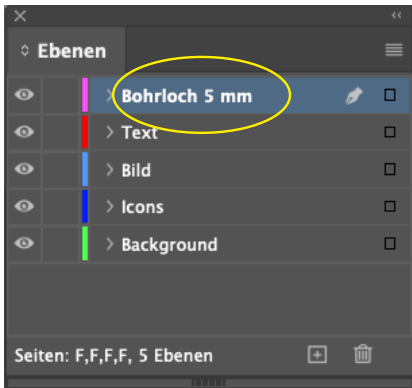 Ebenen
Bohrloch 5 mm
Text
Bild
Icons
Background
Seiten: F,F,F,F, 5 Ebenen